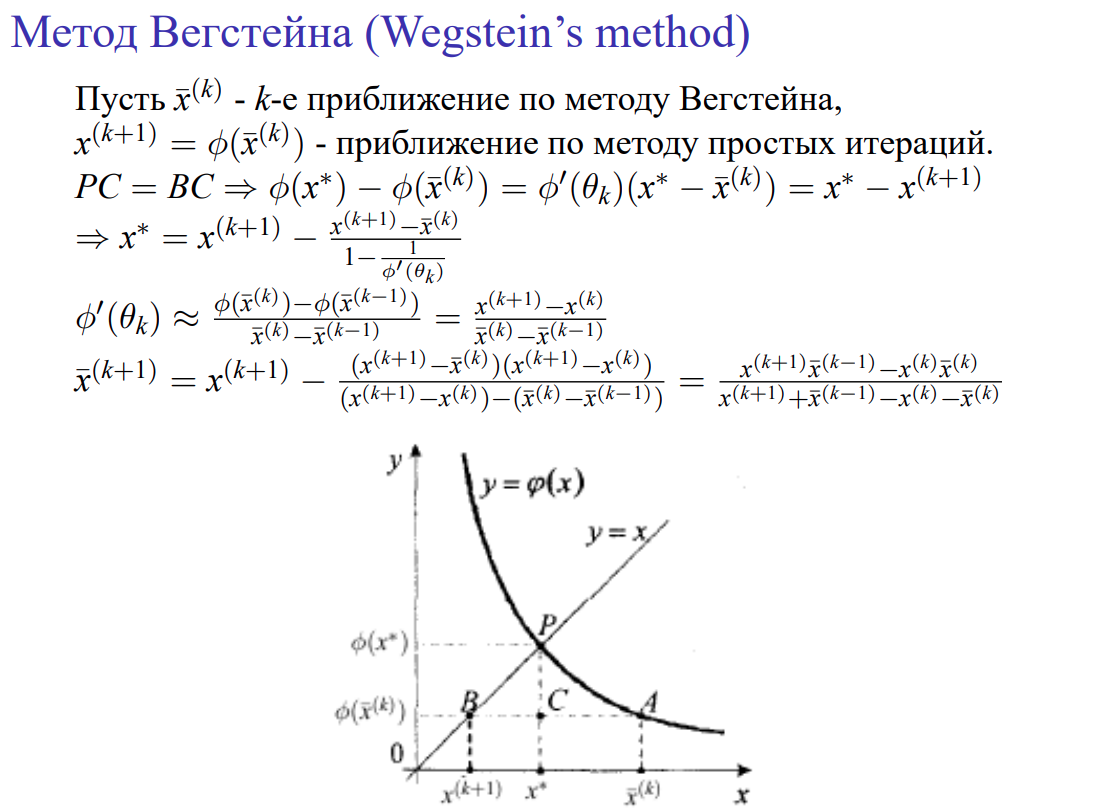 Метод Вегстейна (Wegstein’s method)
Пусть x̄^(k) - k-е приближение по методу Вегстейна,
x^(k+1) = ϕ(x̄^(k)) - приближение по методу простых итераций.
PC = BC ⇒ ϕ(x*) − ϕ(x̄^(k)) = ϕ′(θ_k)(x* − x̄^(k)) = x* − x^(k+1)
⇒ x* = x^(k+1) − (x^(k+1) − x̄^(k)) / (1 − 1/ϕ′(θ_k))
ϕ′(θ_k) ≈ (ϕ(x̄^(k)) − ϕ(x̄^(k−1))) / (x̄^(k) − x̄^(k−1)) = (x^(k+1) − x^(k)) / (x̄^(k) − x̄^(k−1))
x̄^(k+1) = x^(k+1) − ((x^(k+1) − x̄^(k))(x^(k+1) − x^(k))) / ((x^(k+1) − x^(k)) − (x̄^(k) − x̄^(k−1))) = (x^(k+1) x̄^(k−1) − x^(k) x̄^(k)) / (x^(k+1) + x̄^(k−1) − x^(k) − x̄^(k))
y
y = φ(x)
y = x
P
ϕ(x*)
B
C
A
ϕ(x̄^(k))
0
x^(k+1)
x*
x̄^(k)
x